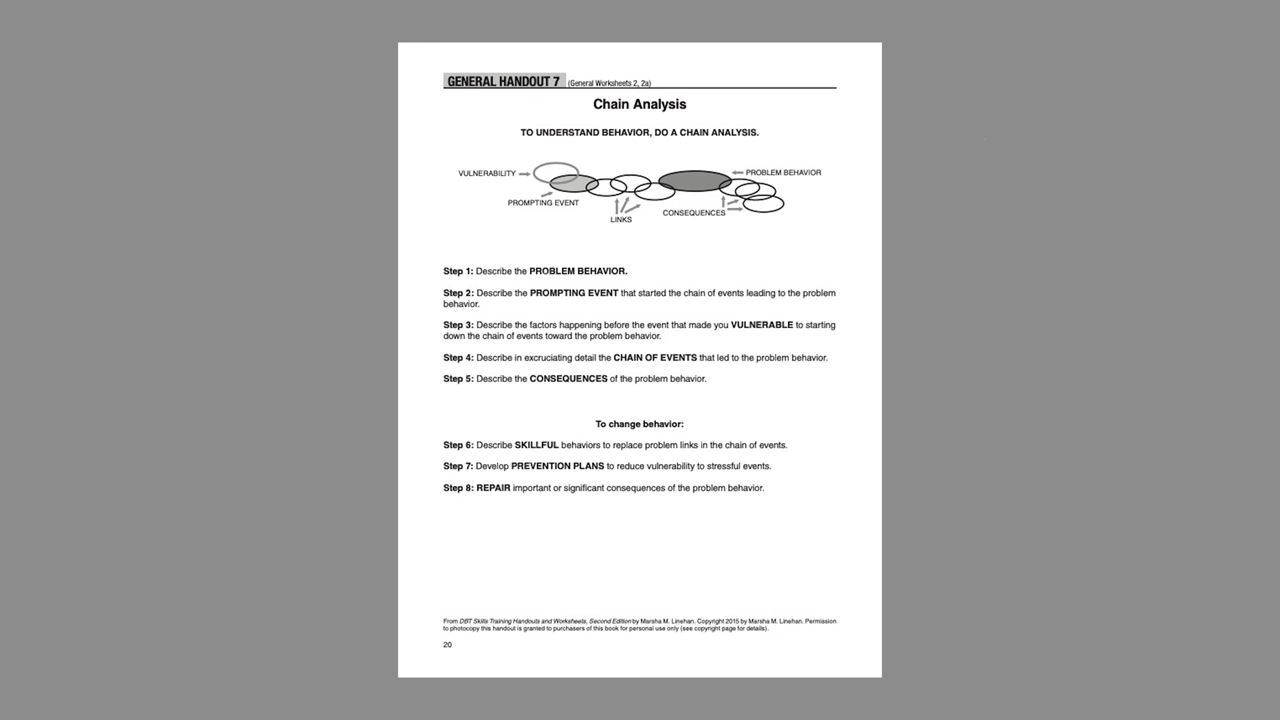 GENERAL HANDOUT 7 (General Worksheets 2, 2a)
Chain Analysis
TO UNDERSTAND BEHAVIOR, DO A CHAIN ANALYSIS.
VULNERABILITY
PROBLEM BEHAVIOR
PROMPTING EVENT
LINKS
CONSEQUENCES
Step 1: Describe the PROBLEM BEHAVIOR.
Step 2: Describe the PROMPTING EVENT that started the chain of events leading to the problem
behavior.
Step 3: Describe the factors happening before the event that made you VULNERABLE to starting
down the chain of events toward the problem behavior.
Step 4: Describe in excruciating detail the CHAIN OF EVENTS that led to the problem behavior.
Step 5: Describe the CONSEQUENCES of the problem behavior.
To change behavior:
Step 6: Describe SKILLFUL behaviors to replace problem links in the chain of events.
Step 7: Develop PREVENTION PLANS to reduce vulnerability to stressful events.
Step 8: REPAIR important or significant consequences of the problem behavior.
From DBT Skills Training Handouts and Worksheets, Second Edition by Marsha M. Linehan. Copyright 2015 by Marsha M. Linehan. Permission
to photocopy this handout is granted to purchasers of this book for personal use only (see copyright page for details).
20